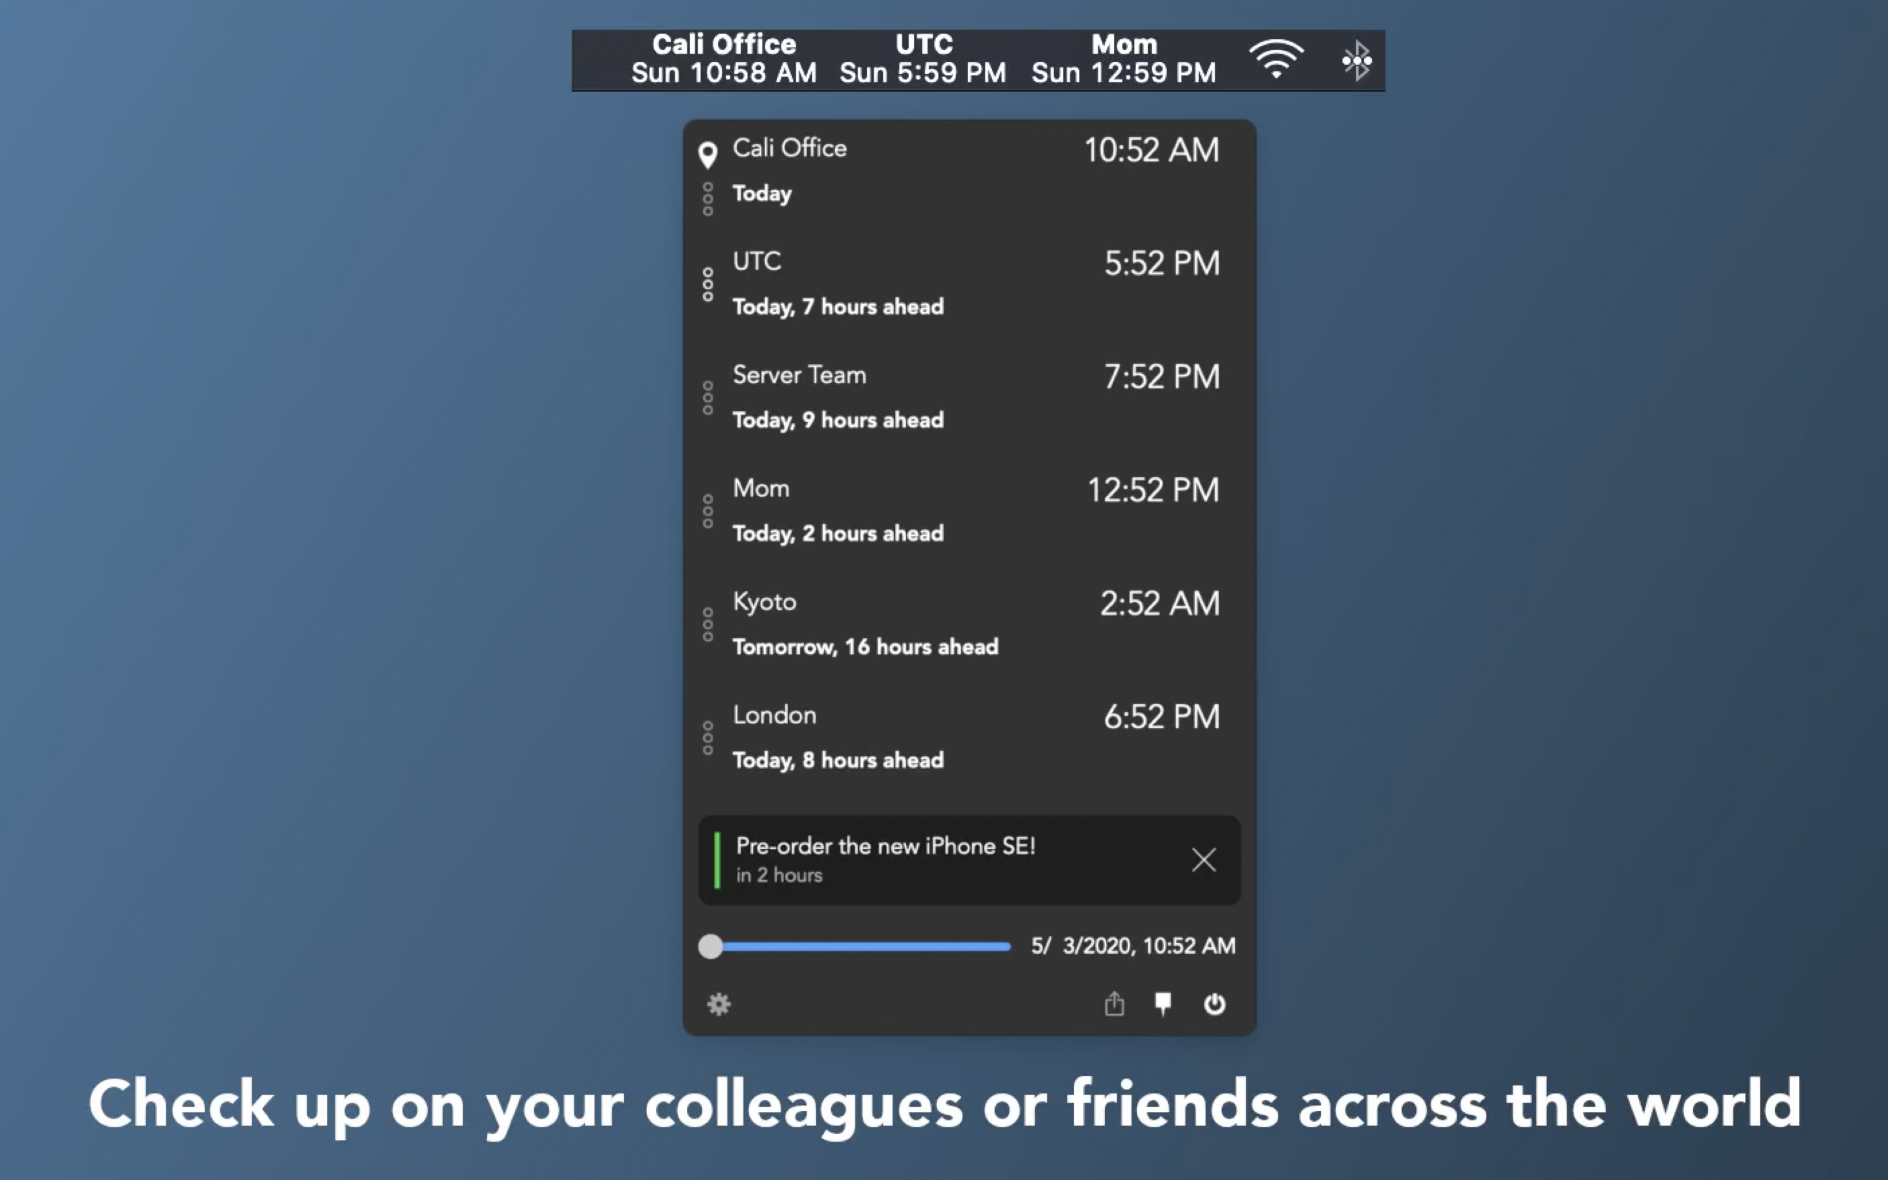 Cali Office UTC Mom
Sun 10:58 AM Sun 5:59 PM Sun 12:59 PM
Cali Office 10:52 AM
Today
UTC 5:52 PM
Today, 7 hours ahead
Server Team 7:52 PM
Today, 9 hours ahead
Mom 12:52 PM
Today, 2 hours ahead
Kyoto 2:52 AM
Tomorrow, 16 hours ahead
London 6:52 PM
Today, 8 hours ahead
Pre-order the new iPhone SE!
in 2 hours
5/ 3/2020, 10:52 AM
Check up on your colleagues or friends across the world